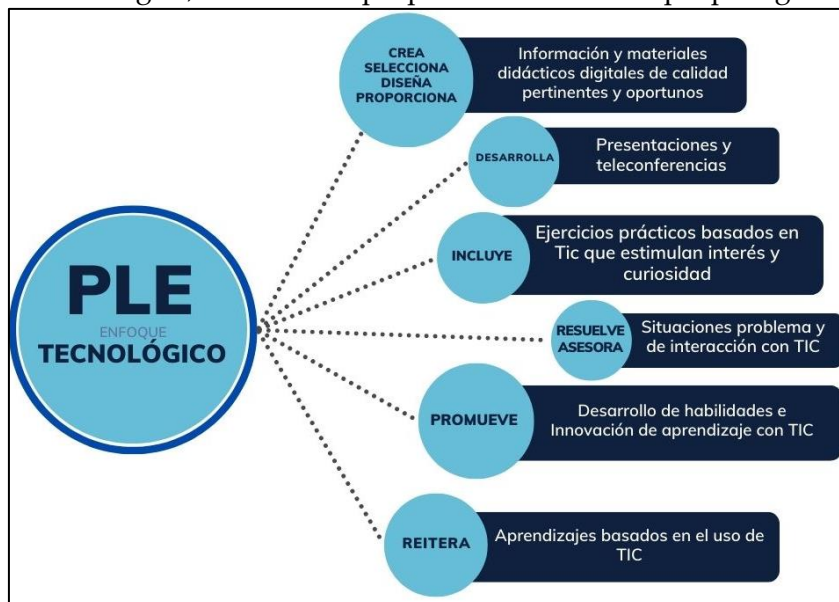 PLE
ENFOQUE
TECNOLÓGICO
CREA
SELECCIONA
DISEÑA
PROPORCIONA
Información y materiales
didácticos digitales de calidad
pertinentes y oportunos
DESARROLLA
Presentaciones y
teleconferencias
INCLUYE
Ejercicios prácticos basados en
Tic que estimulan interés y
curiosidad
RESUELVE
ASESORA
Situaciones problema y
de interacción con TIC
PROMUEVE
Desarrollo de habilidades e
Innovación de aprendizaje con TIC
REITERA
Aprendizajes basados en el uso de
TIC